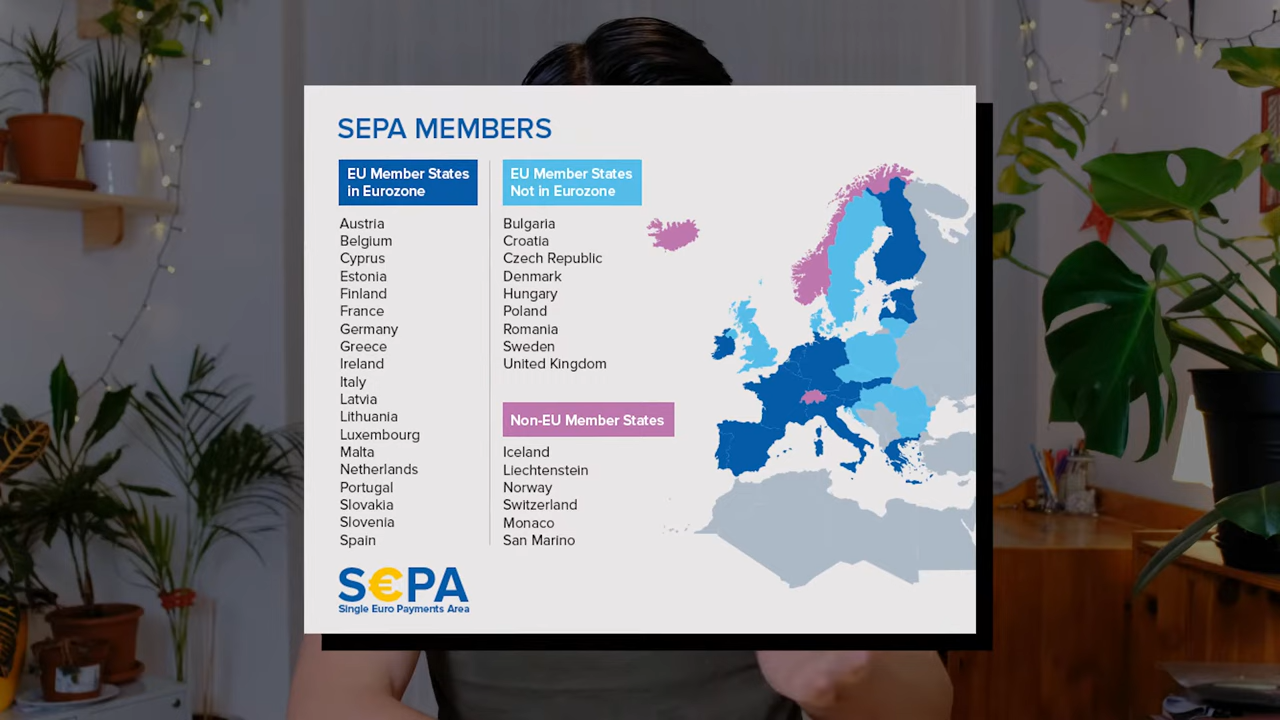 SEPA MEMBERS
EU Member States
in Eurozone
Austria
Belgium
Cyprus
Estonia
Finland
France
Germany
Greece
Ireland
Italy
Latvia
Lithuania
Luxembourg
Malta
Netherlands
Portugal
Slovakia
Slovenia
Spain
EU Member States
Not in Eurozone
Bulgaria
Croatia
Czech Republic
Denmark
Hungary
Poland
Romania
Sweden
United Kingdom
Non-EU Member States
Iceland
Liechtenstein
Norway
Switzerland
Monaco
San Marino
S€PA
Single Euro Payments Area